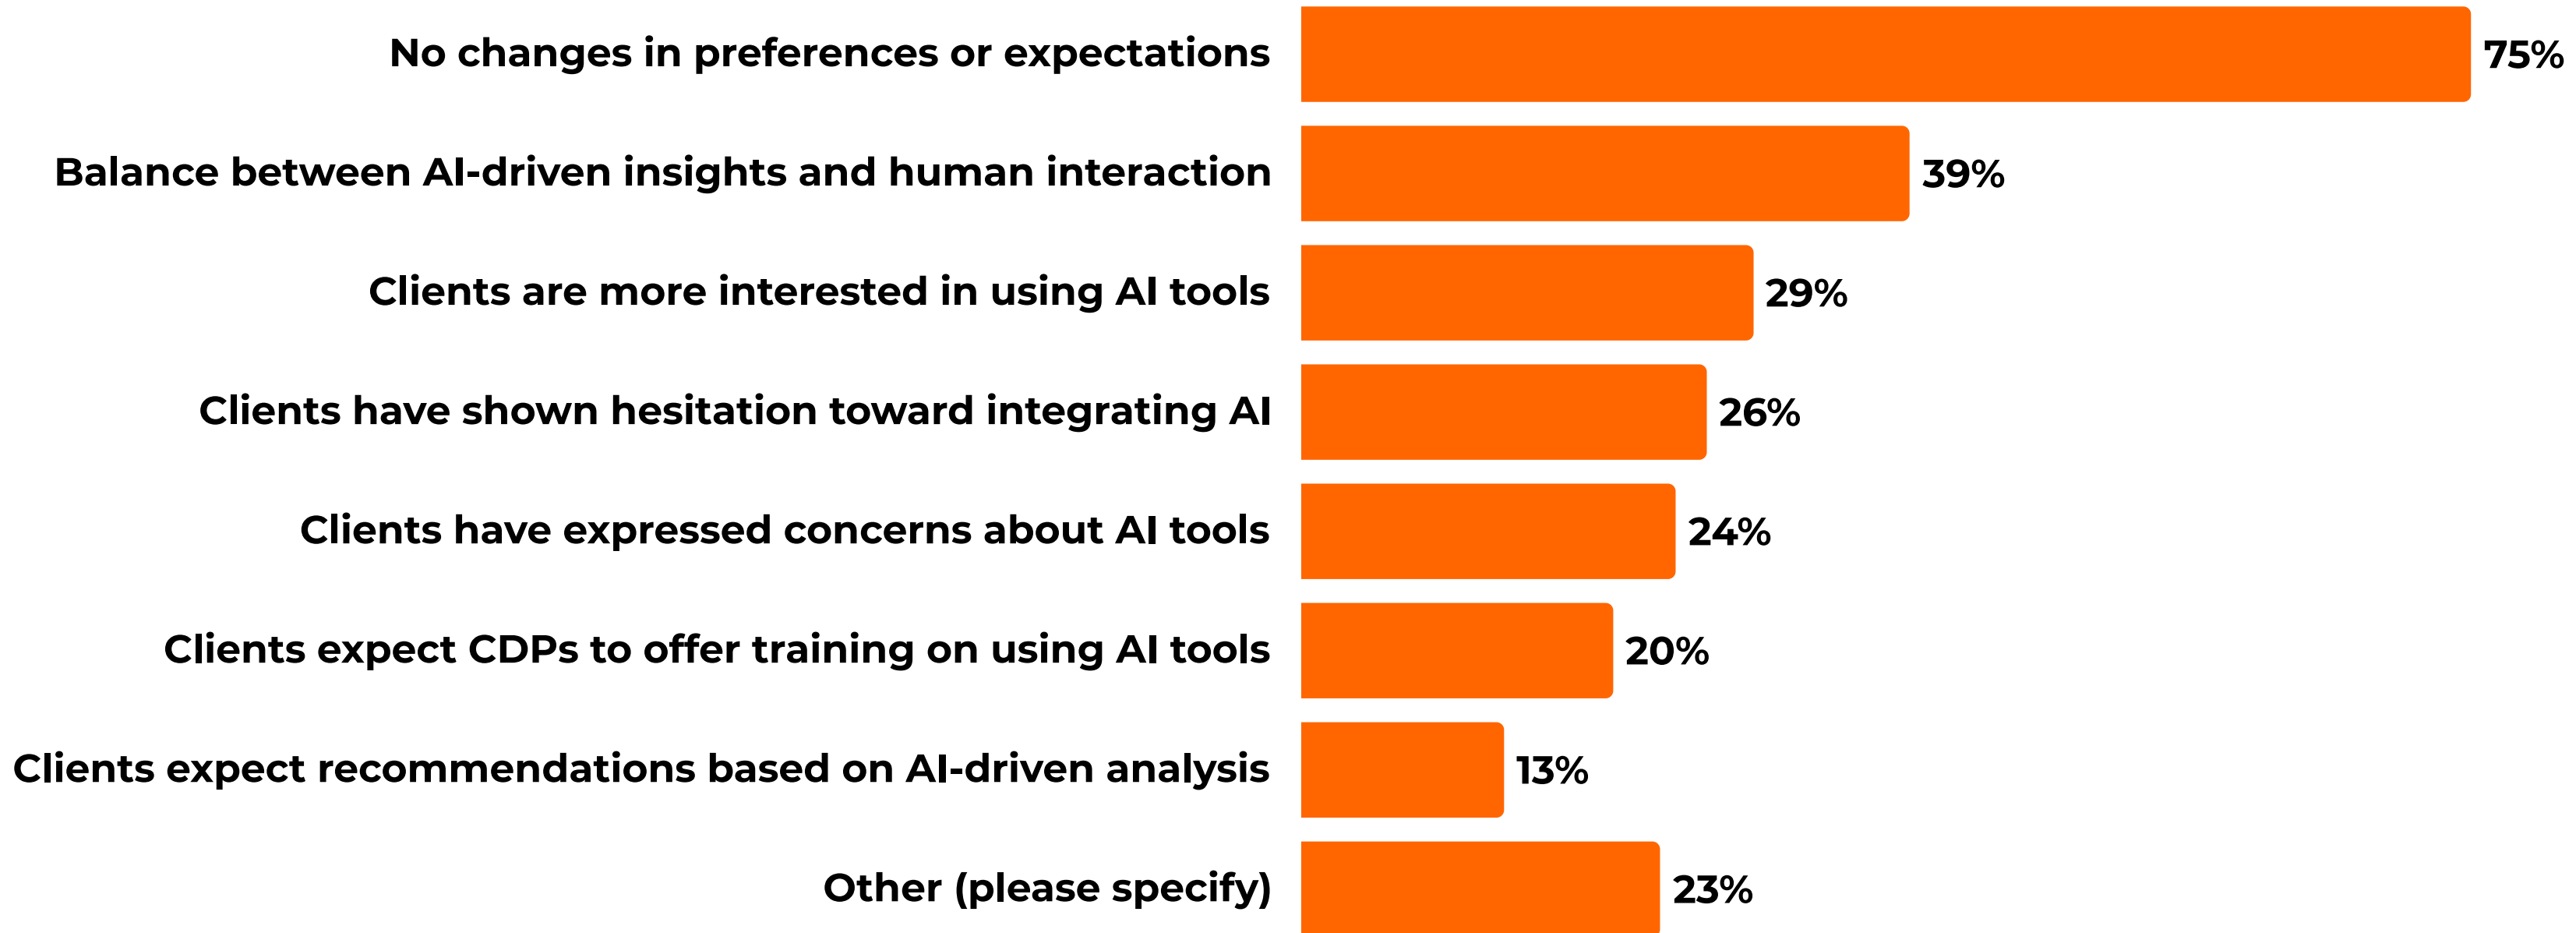 No changes in preferences or expectations 75%
Balance between AI-driven insights and human interaction 39%
Clients are more interested in using AI tools 29%
Clients have shown hesitation toward integrating AI 26%
Clients have expressed concerns about AI tools 24%
Clients expect CDPs to offer training on using AI tools 20%
Clients expect recommendations based on AI-driven analysis 13%
Other (please specify) 23%